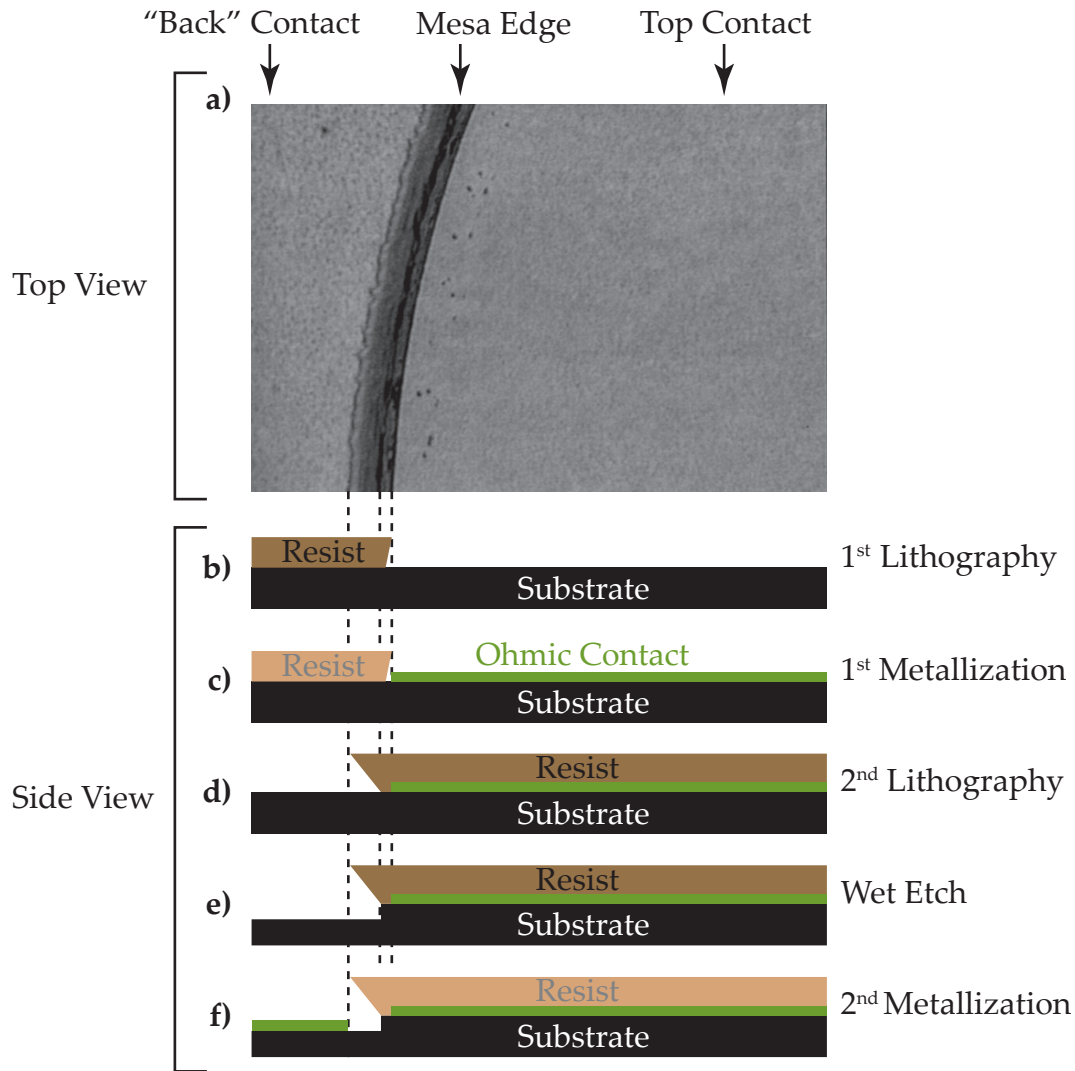 “Back” Contact Mesa Edge Top Contact
a)
Top View
b) Resist 1st Lithography
Substrate
Ohmic Contact
c) Resist 1st Metallization
Substrate
Side View
d) Resist 2nd Lithography
Substrate
e) Resist Wet Etch
Substrate
f) Resist 2nd Metallization
Substrate